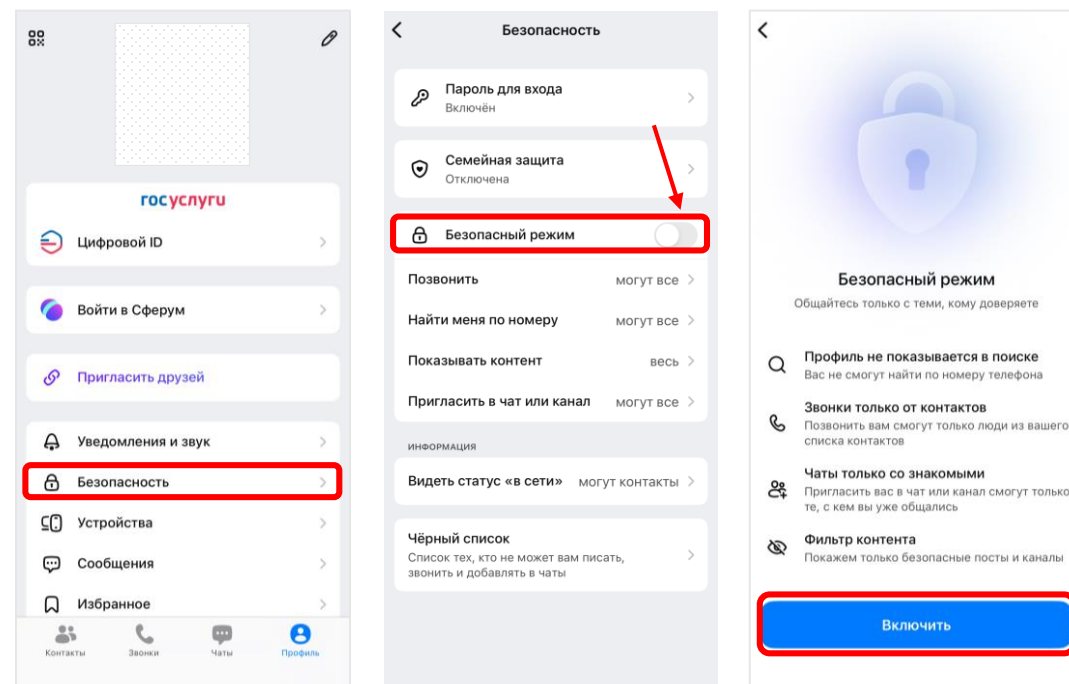 госуслуги
Цифровой ID
Войти в Сферум
Пригласить друзей
Уведомления и звук
Безопасность
Устройства
Сообщения
Избранное
Контакты
Звонки
Чаты
Профиль
Безопасность
Пароль для входа
Включён
Семейная защита
Отключена
Безопасный режим
Позвонить могут все
Найти меня по номеру могут все
Показывать контент весь
Пригласить в чат или канал могут все
ИНФОРМАЦИЯ
Видеть статус «в сети» могут контакты
Чёрный список
Список тех, кто не может вам писать,
звонить и добавлять в чаты
Безопасный режим
Общайтесь только с теми, кому доверяете
Профиль не показывается в поиске
Вас не смогут найти по номеру телефона
Звонки только от контактов
Позвонить вам смогут только люди из вашего
списка контактов
Чаты только со знакомыми
Пригласить вас в чат или канал смогут только
те, с кем вы уже общались
Фильтр контента
Покажем только безопасные посты и каналы
Включить